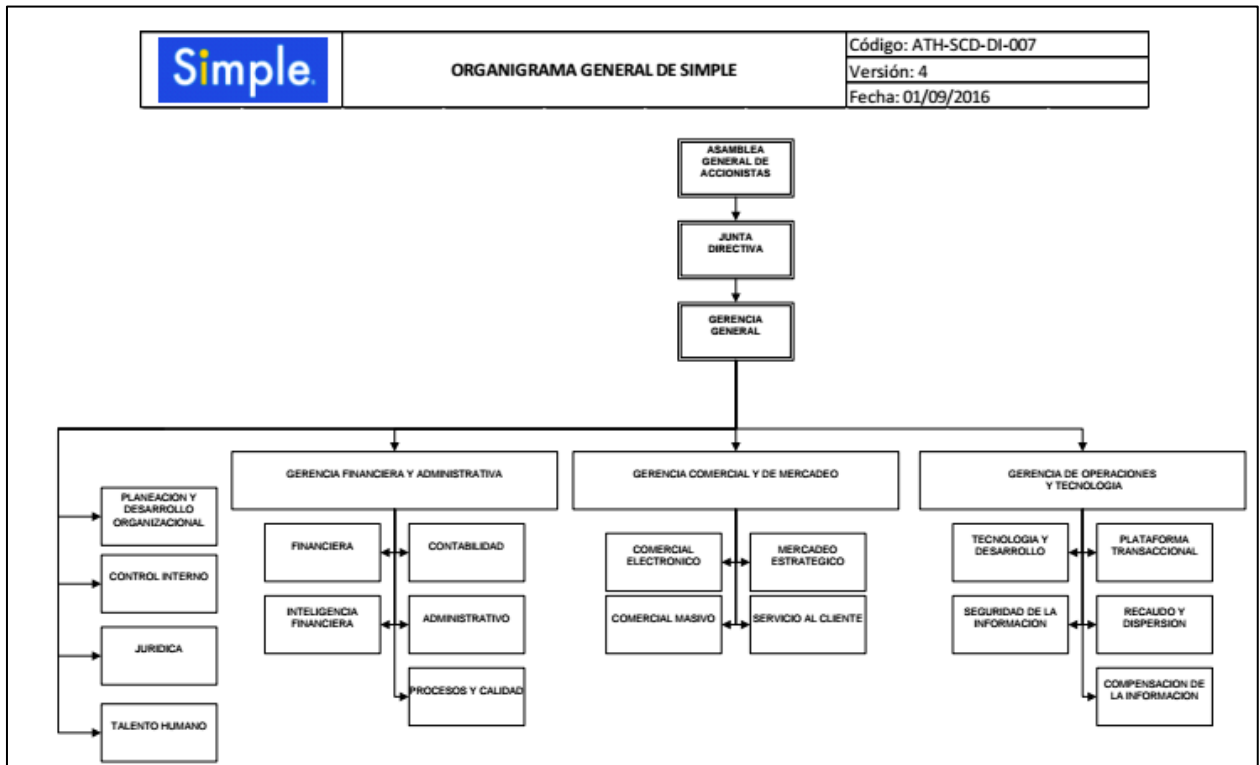 Simple.
ORGANIGRAMA GENERAL DE SIMPLE
Código: ATH-SCD-DI-007
Versión: 4
Fecha: 01/09/2016
ASAMBLEA
GENERAL DE
ACCIONISTAS
JUNTA
DIRECTIVA
GERENCIA
GENERAL
GERENCIA FINANCIERA Y ADMINISTRATIVA
GERENCIA COMERCIAL Y DE MERCADEO
GERENCIA DE OPERACIONES
Y TECNOLOGIA
PLANEACION Y
DESARROLLO
ORGANIZACIONAL
CONTROL INTERNO
JURIDICA
TALENTO HUMANO
FINANCIERA
CONTABILIDAD
INTELIGENCIA
FINANCIERA
ADMINISTRATIVO
PROCESOS Y CALIDAD
COMERCIAL
ELECTRONICO
MERCADEO
ESTRATEGICO
COMERCIAL MASIVO
SERVICIO AL CLIENTE
TECNOLOGIA Y
DESARROLLO
PLATAFORMA
TRANSACCIONAL
SEGURIDAD DE LA
INFORMACION
RECAUDO Y
DISPERSION
COMPENSACION DE
LA INFORMACION